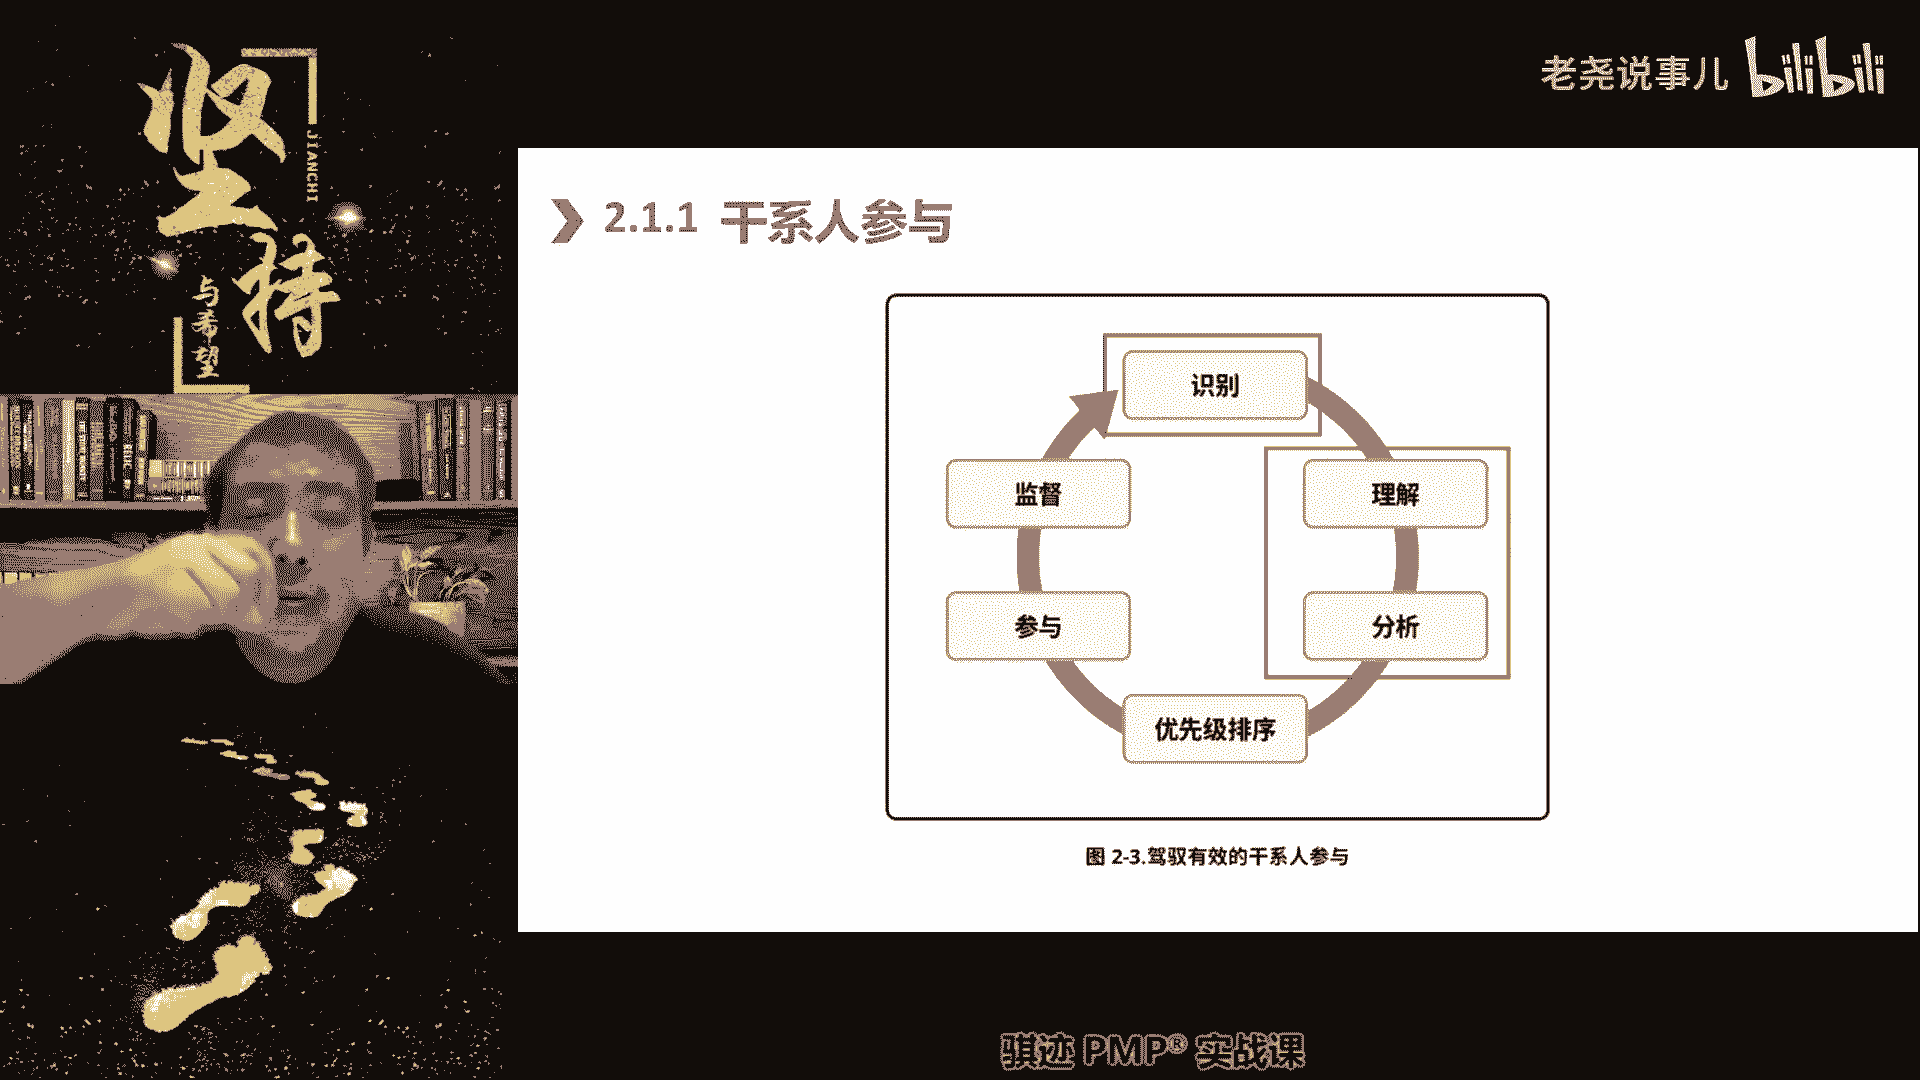 坚持
JIANCHI
与希望
老尧说事儿 bilibili
2.1.1 干系人参与
识别
监督
理解
参与
分析
优先级排序
图 2-3.驾驭有效的干系人参与
骐迹 PMP® 实战课